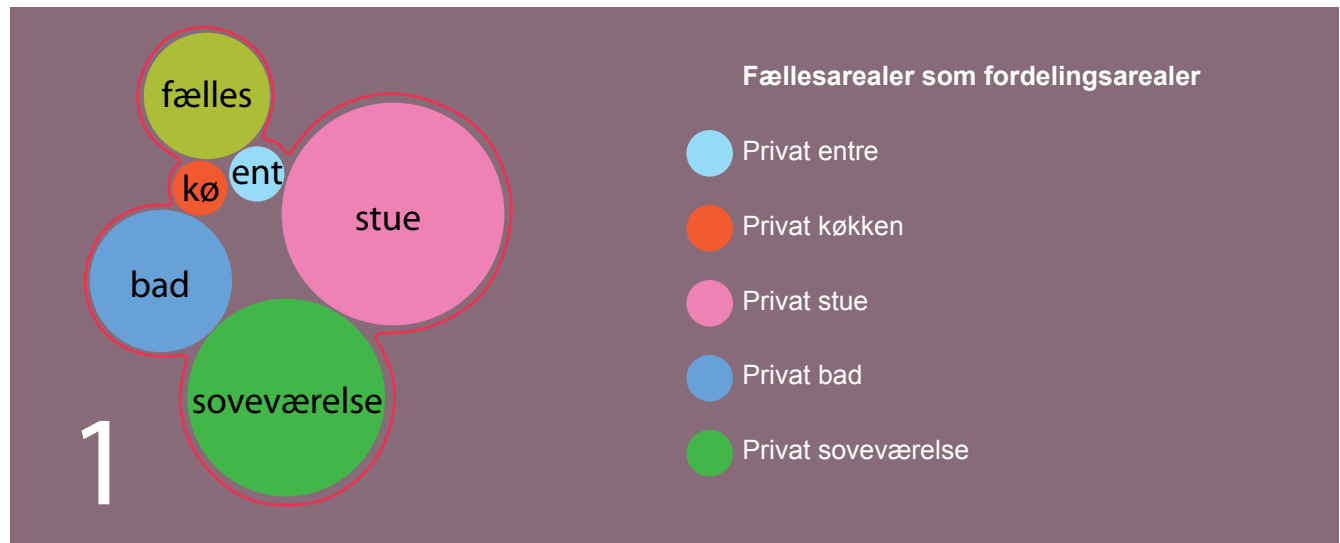 fælles
ent
kø
stue
bad
soveværelse
1
Fællesarealer som fordelingsarealer
Privat entre
Privat køkken
Privat stue
Privat bad
Privat soveværelse